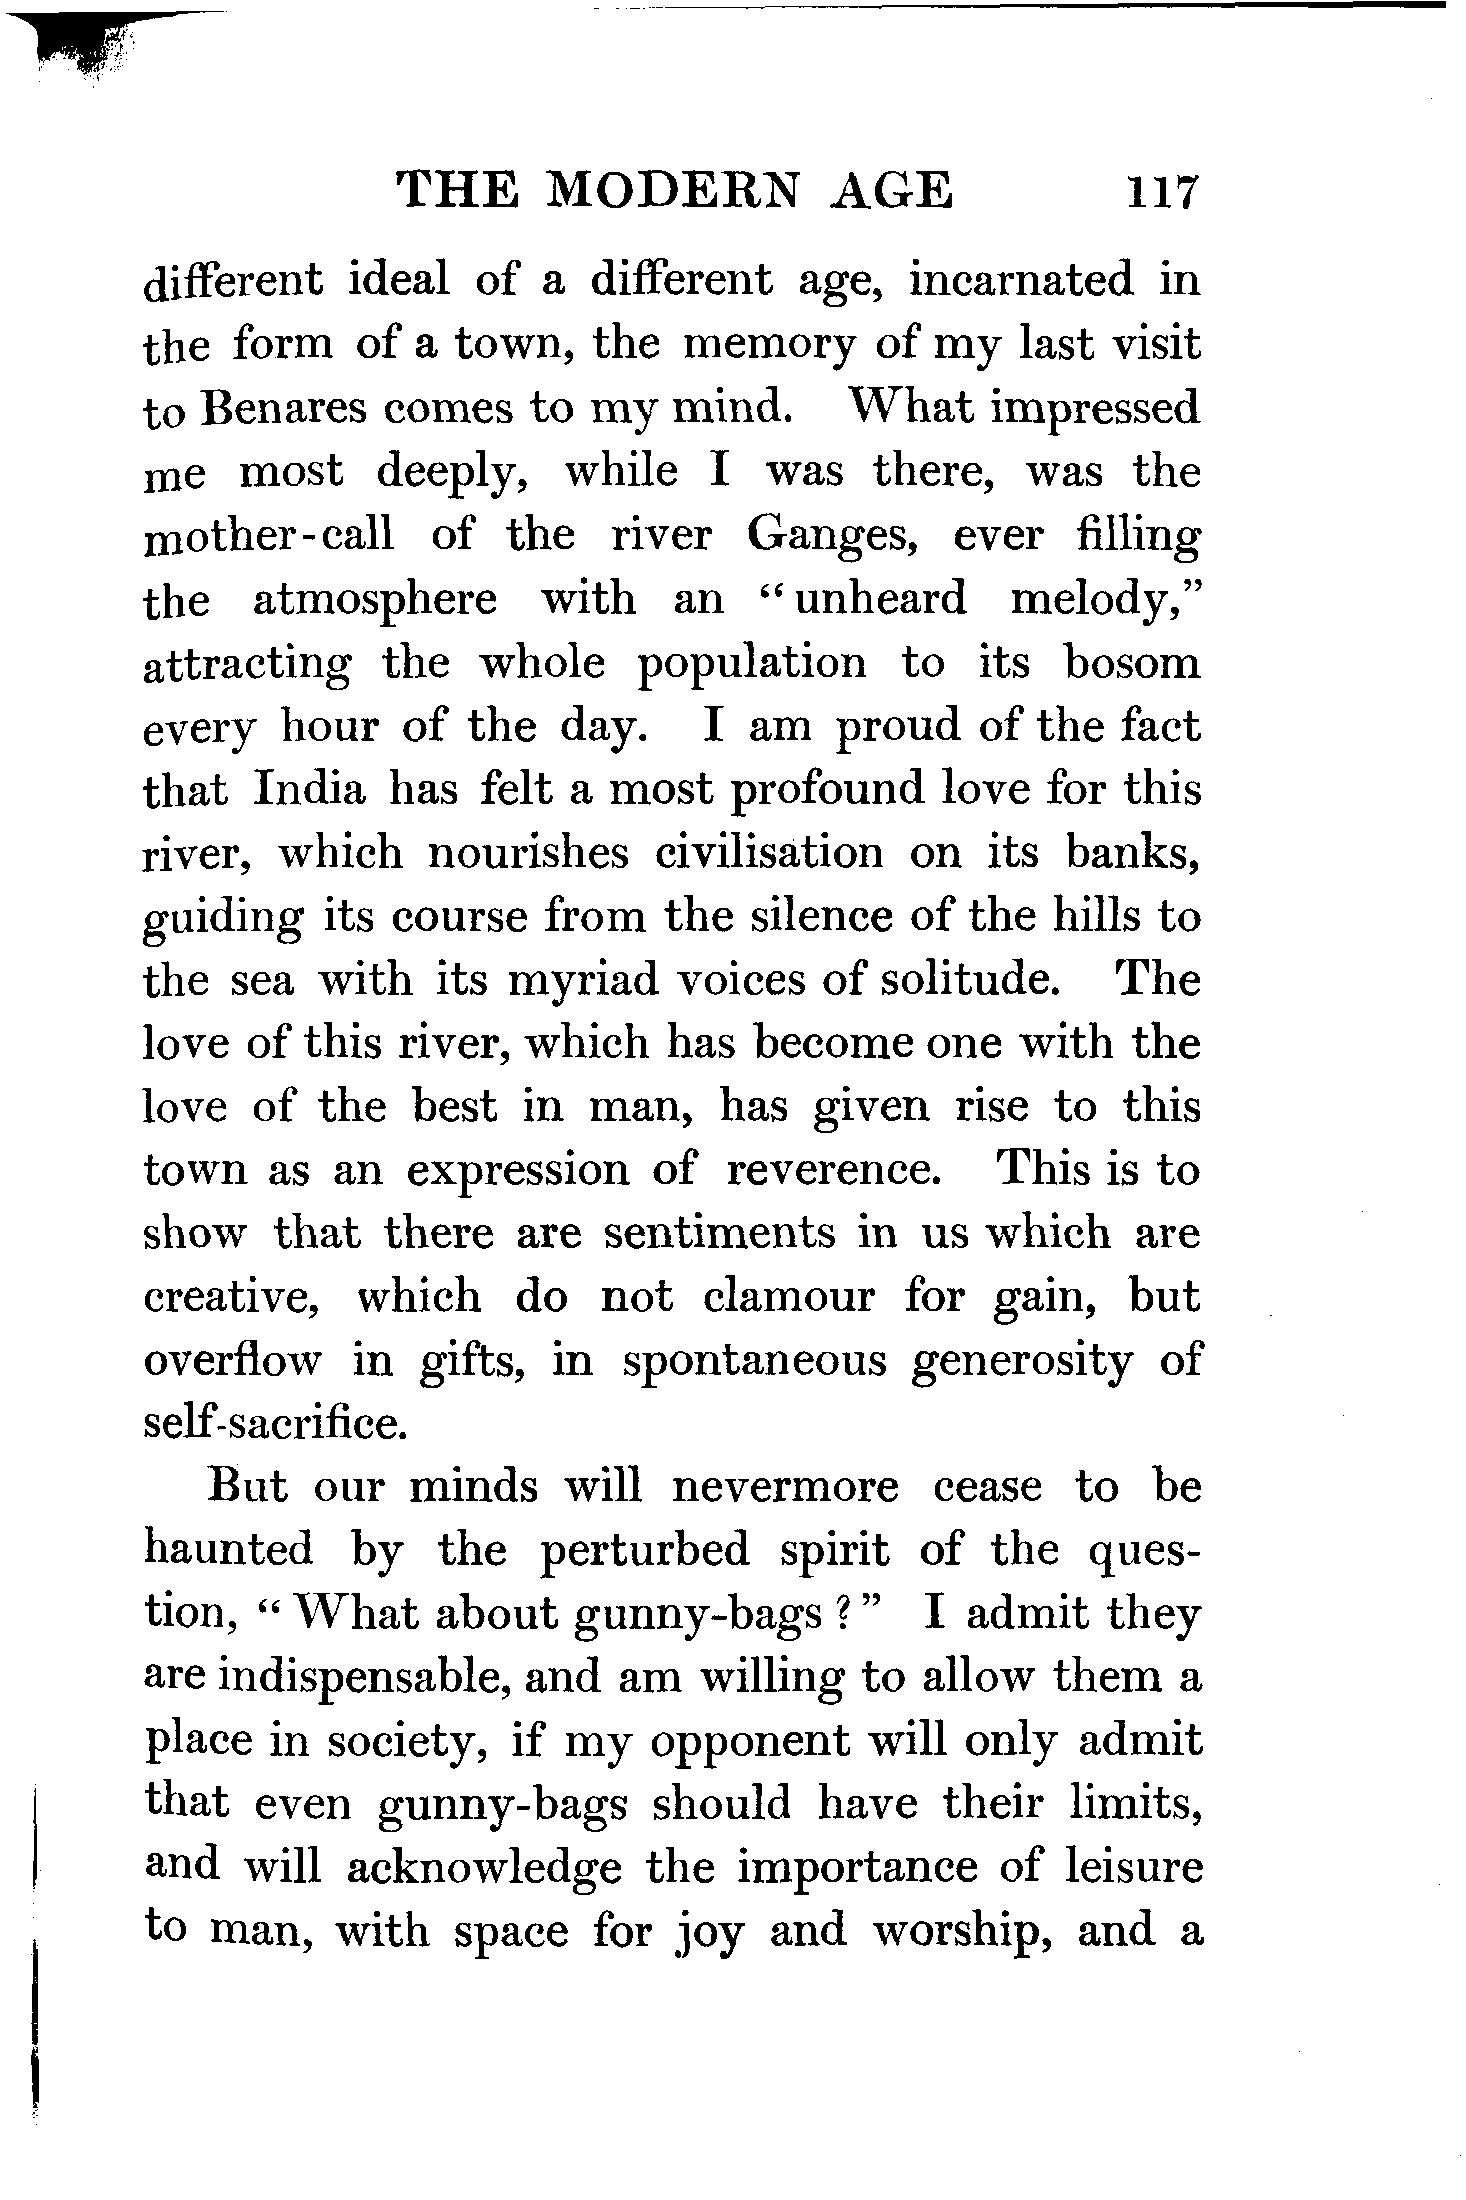 THE MODERN AGE 117
different ideal of a different age, incarnated in
the form of a town, the memory of my last visit
to Benares comes to my mind. What impressed
me most deeply, while I was there, was the
mother-call of the river Ganges, ever filling
the atmosphere with an “unheard melody,”
attracting the whole population to its bosom
every hour of the day. I am proud of the fact
that India has felt a most profound love for this
river, which nourishes civilisation on its banks,
guiding its course from the silence of the hills to
the sea with its myriad voices of solitude. The
love of this river, which has become one with the
love of the best in man, has given rise to this
town as an expression of reverence. This is to
show that there are sentiments in us which are
creative, which do not clamour for gain, but
overflow in gifts, in spontaneous generosity of
self-sacrifice.
But our minds will nevermore cease to be
haunted by the perturbed spirit of the ques-
tion, “What about gunny-bags?” I admit they
are indispensable, and am willing to allow them a
place in society, if my opponent will only admit
that even gunny-bags should have their limits,
and will acknowledge the importance of leisure
to man, with space for joy and worship, and a